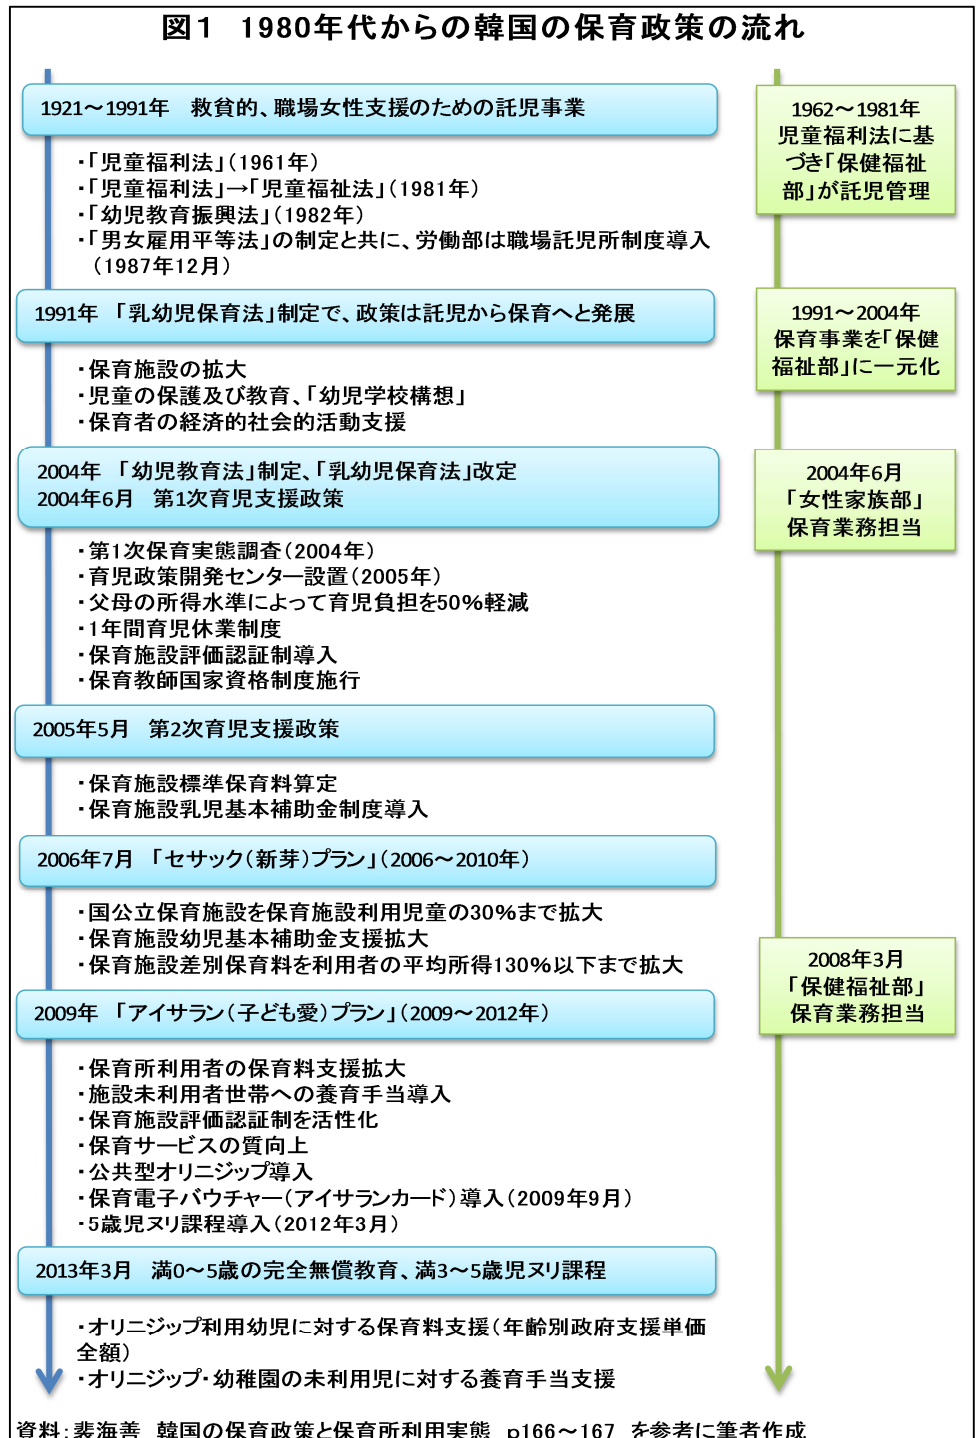 図１　1980年代からの韓国の保育政策の流れ
1921～1991年　救貧的、職場女性支援のための託児事業
・「児童福利法」（1961年）
・「児童福利法」→「児童福祉法」（1981年）
・「幼児教育振興法」（1982年）
・「男女雇用平等法」の制定と共に、労働部は職場託児所制度導入
（1987年12月）
1991年　「乳幼児保育法」制定で、政策は託児から保育へと発展
・保育施設の拡大
・児童の保護及び教育、「幼児学校構想」
・保育者の経済的社会的活動支援
2004年　「幼児教育法」制定、「乳幼児保育法」改定
2004年6月　第1次育児支援政策
・第1次保育実態調査（2004年）
・育児政策開発センター設置（2005年）
・父母の所得水準によって育児負担を50％軽減
・1年間育児休業制度
・保育施設評価認証制導入
・保育教師国家資格制度施行
2005年5月　第2次育児支援政策
・保育施設標準保育料算定
・保育施設乳児基本補助金制度導入
2006年7月　「セサック（新芽）プラン」（2006～2010年）
・国公立保育施設を保育施設利用児童の30％まで拡大
・保育施設幼児基本補助金支援拡大
・保育施設差別保育料を利用者の平均所得130％以下まで拡大
2009年　「アイサラン（子ども愛）プラン」（2009～2012年）
・保育所利用者の保育料支援拡大
・施設未利用者世帯への養育手当導入
・保育施設評価認証制を活性化
・保育サービスの質向上
・公共型オリニジップ導入
・保育電子バウチャー（アイサランカード）導入（2009年9月）
・5歳児ヌリ課程導入（2012年3月）
2013年3月　満0～5歳の完全無償教育、満3～5歳児ヌリ課程
・オリニジップ利用幼児に対する保育料支援（年齢別政府支援単価
全額）
・オリニジップ・幼稚園の未利用児に対する養育手当支援
1962～1981年
児童福利法に基
づき「保健福祉
部」が託児管理
1991～2004年
保育事業を「保健
福祉部」に一元化
2004年6月
「女性家族部」
保育業務担当
2008年3月
「保健福祉部」
保育業務担当
資料：裴海善　韓国の保育政策と保育所利用実態　p166～167　を参考に筆者作成